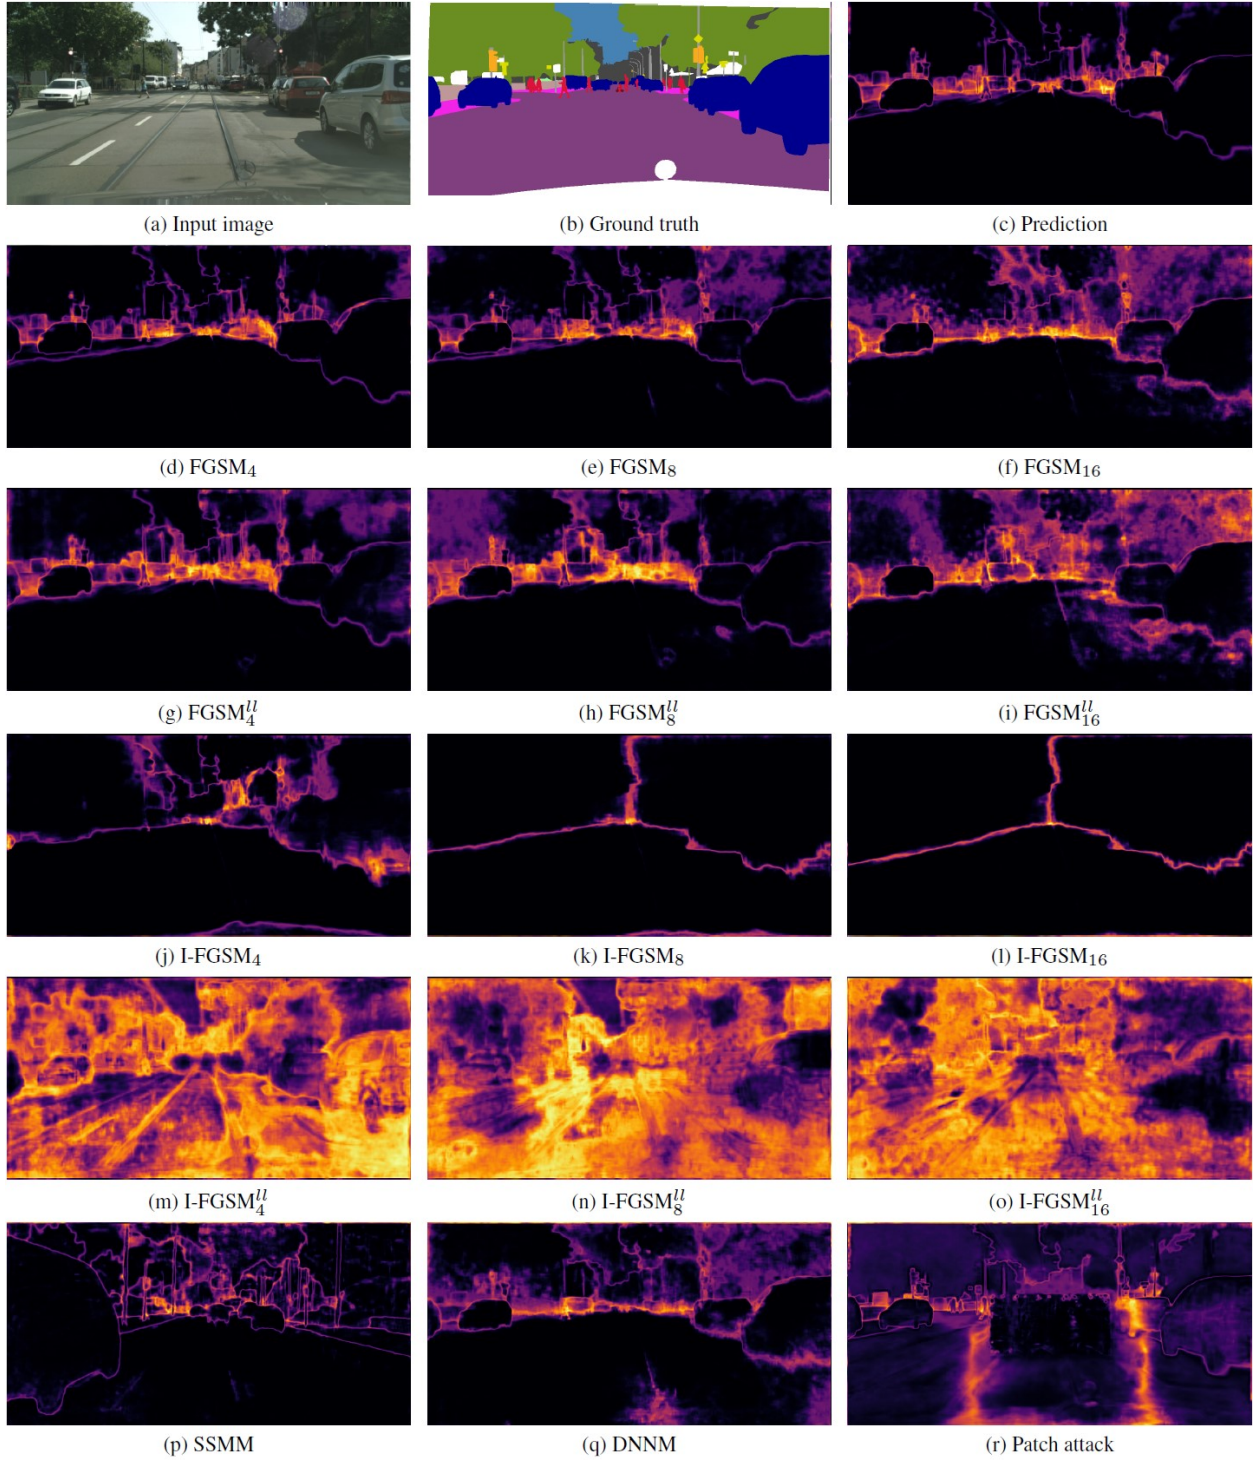 (a) Input image
(b) Ground truth
(c) Prediction
(d) FGSM₄
(e) FGSM₈
(f) FGSM₁₆
(g) FGSM₄ˡˡ
(h) FGSM₈ˡˡ
(i) FGSM₁₆ˡˡ
(j) I-FGSM₄
(k) I-FGSM₈
(l) I-FGSM₁₆
(m) I-FGSM₄ˡˡ
(n) I-FGSM₈ˡˡ
(o) I-FGSM₁₆ˡˡ
(p) SSMM
(q) DNNM
(r) Patch attack